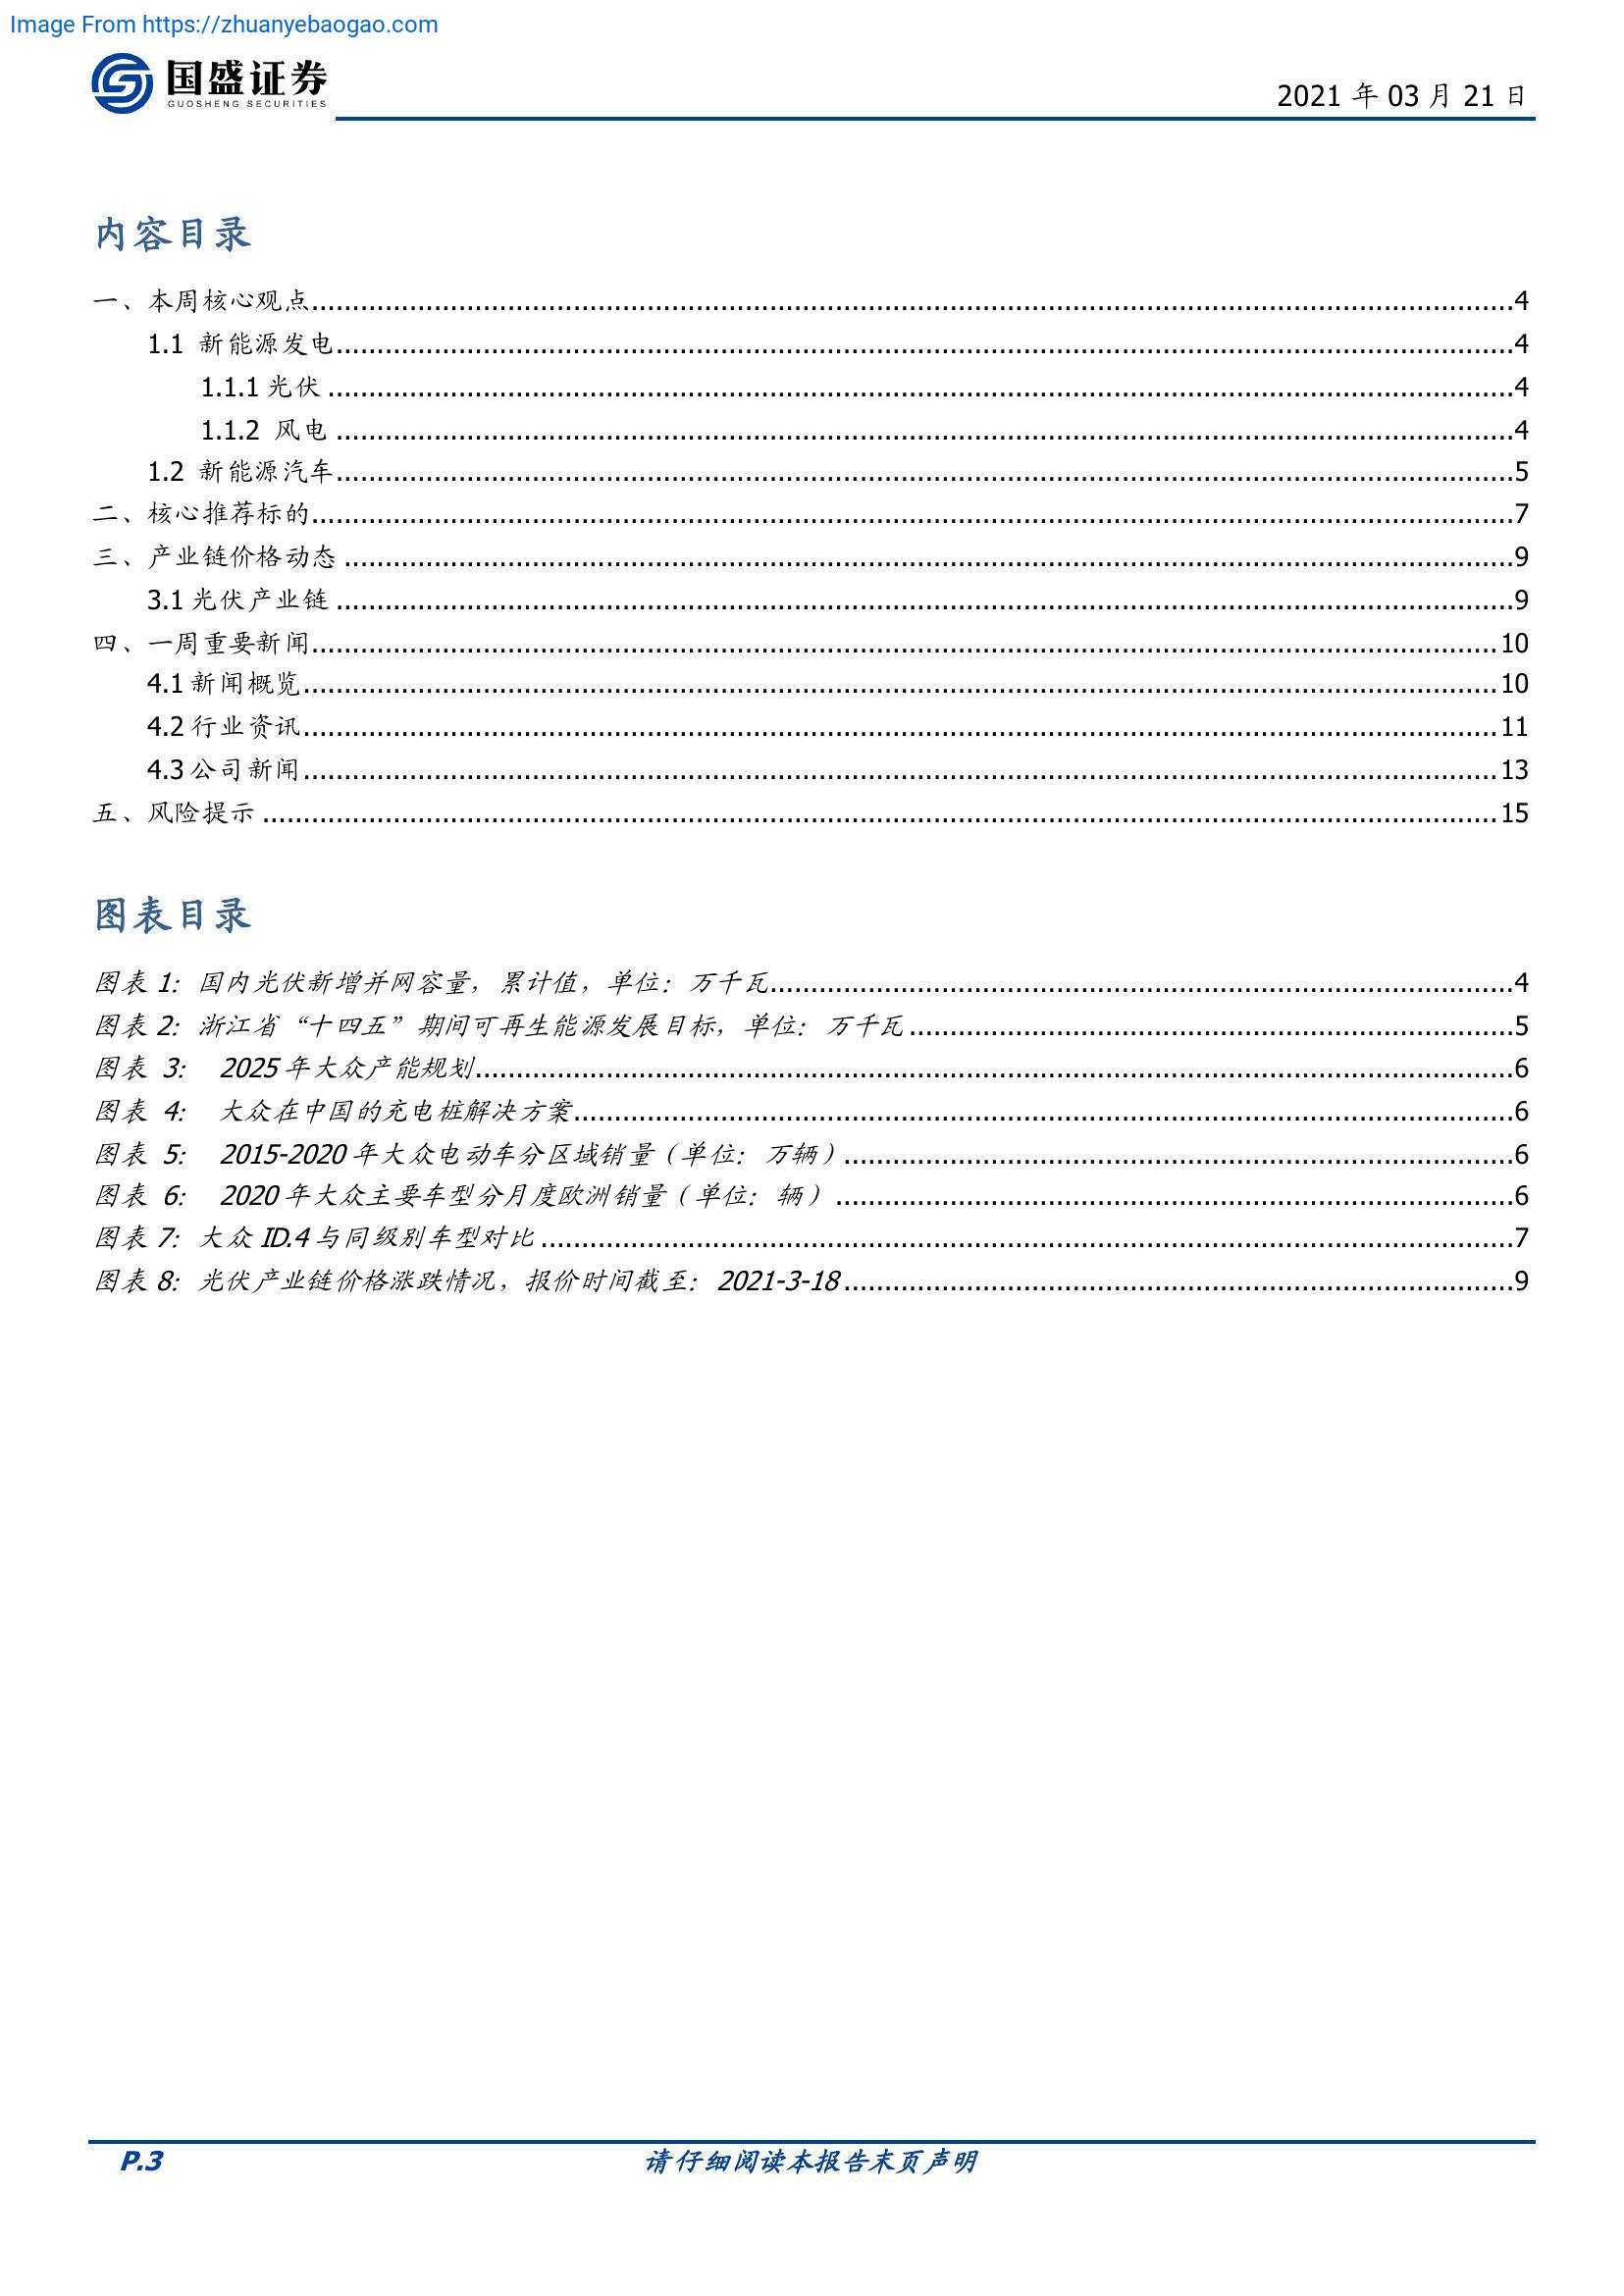 Image From https://zhuanyebaogao.com
国盛证券
GUOSHENG SECURITIES
2021 年 03 月 21 日
内容目录
一、本周核心观点........4
1.1 新能源发电........4
1.1.1 光伏........4
1.1.2 风电........4
1.2 新能源汽车........5
二、核心推荐标的........7
三、产业链价格动态........9
3.1 光伏产业链........9
四、一周重要新闻........10
4.1 新闻概览........10
4.2 行业资讯........11
4.3 公司新闻........13
五、风险提示........15
图表目录
图表 1: 国内光伏新增并网容量，累计值，单位：万千瓦........4
图表 2: 浙江省“十四五”期间可再生能源发展目标，单位：万千瓦........5
图表 3: 2025 年大众产能规划........6
图表 4: 大众在中国的充电桩解决方案........6
图表 5: 2015-2020 年大众电动车分区域销量（单位：万辆）........6
图表 6: 2020 年大众主要车型分月度欧洲销量（单位：辆）........6
图表 7: 大众 ID.4 与同级别车型对比........7
图表 8: 光伏产业链价格涨跌情况，报价时间截至：2021-3-18........9
P.3
请仔细阅读本报告末页声明